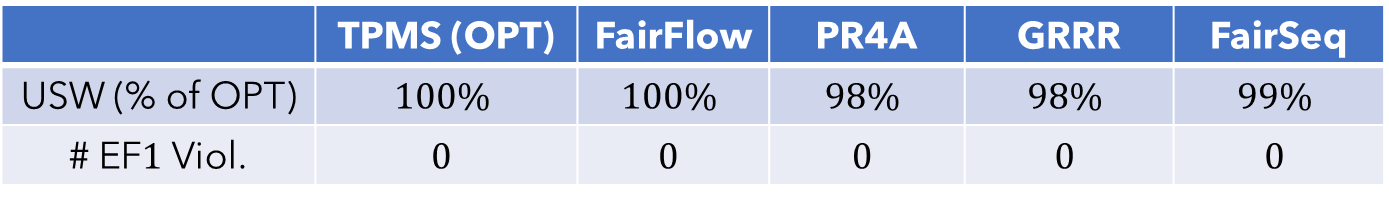 TPMS (OPT) FairFlow PR4A GRRR FairSeq
USW (% of OPT) 100% 100% 98% 98% 99%
# EF1 Viol. 0 0 0 0 0